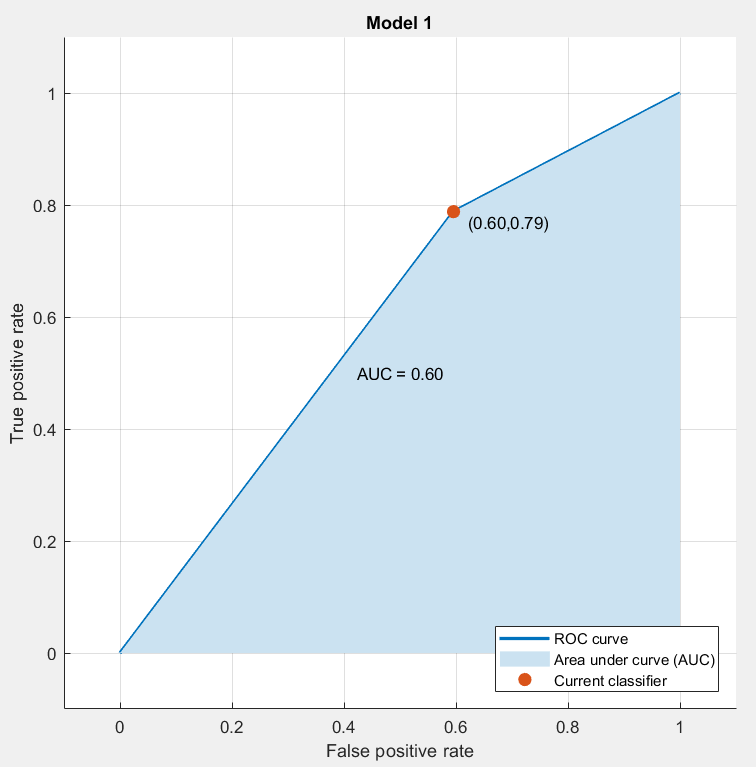 Model 1
True positive rate
1
0.8
0.6
0.4
0.2
0
(0.60,0.79)
AUC = 0.60
ROC curve
Area under curve (AUC)
Current classifier
0 0.2 0.4 0.6 0.8 1
False positive rate